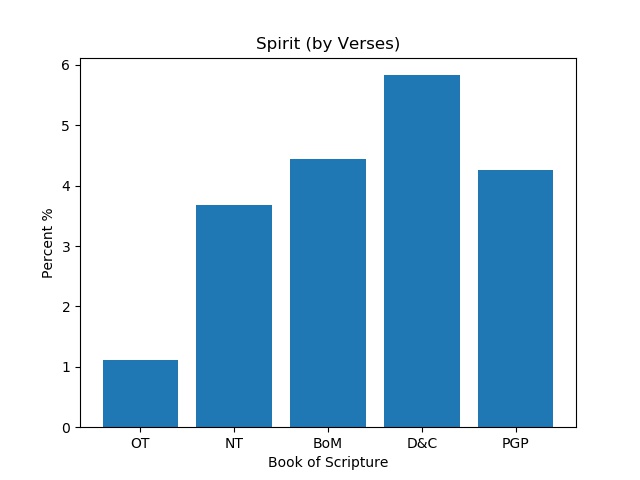 Spirit (by Verses)
6
5
4
3
2
1
0
Percent %
OT NT BoM D&C PGP
Book of Scripture